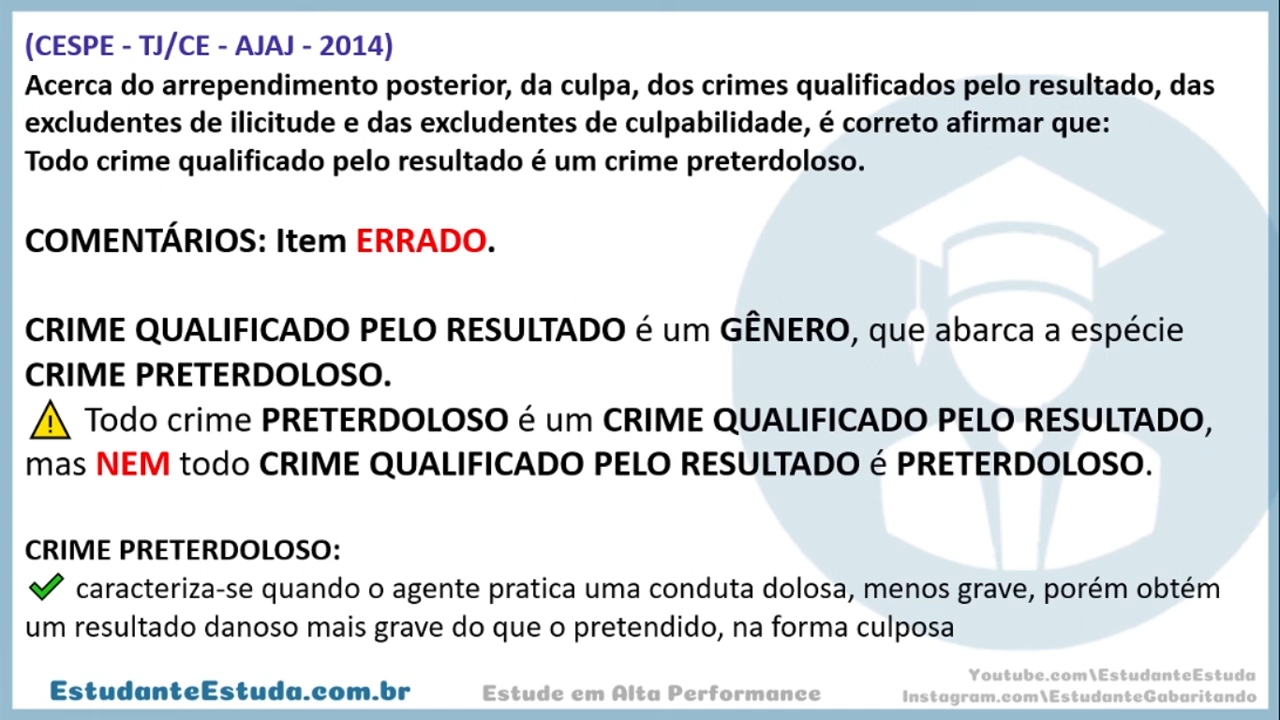 (CESPE - TJ/CE - AJAJ - 2014)
Acerca do arrependimento posterior, da culpa, dos crimes qualificados pelo resultado, das
excludentes de ilicitude e das excludentes de culpabilidade, é correto afirmar que:
Todo crime qualificado pelo resultado é um crime preterdoloso.
COMENTÁRIOS: Item ERRADO.
CRIME QUALIFICADO PELO RESULTADO é um GÊNERO, que abarca a espécie
CRIME PRETERDOLOSO.
Todo crime PRETERDOLOSO é um CRIME QUALIFICADO PELO RESULTADO,
mas NEM todo CRIME QUALIFICADO PELO RESULTADO é PRETERDOLOSO.
CRIME PRETERDOLOSO:
caracteriza-se quando o agente pratica uma conduta dolosa, menos grave, porém obtém
um resultado danoso mais grave do que o pretendido, na forma culposa
EstudanteEstuda.com.br
Estude em Alta Performance
Youtube.com\EstudanteEstuda
Instagram.com\EstudanteGabaritando